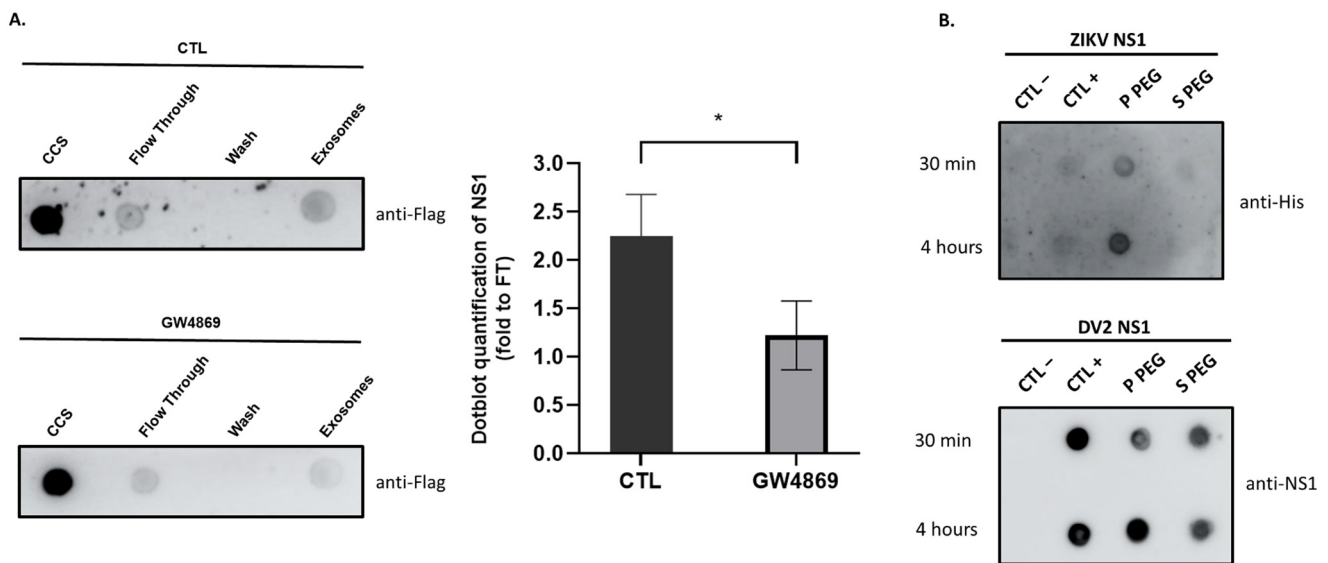 A.
CTL
CCS
Flow Through
Wash
Exosomes
anti-Flag
GW4869
CCS
Flow Through
Wash
Exosomes
anti-Flag
*
Dotblot quantification of NS1
(fold to FT)
3.0
2.5
2.0
1.5
1.0
0.5
0.0
CTL
GW4869
B.
ZIKV NS1
CTL –
CTL +
P PEG
S PEG
30 min
4 hours
anti-His
DV2 NS1
CTL –
CTL +
P PEG
S PEG
30 min
4 hours
anti-NS1